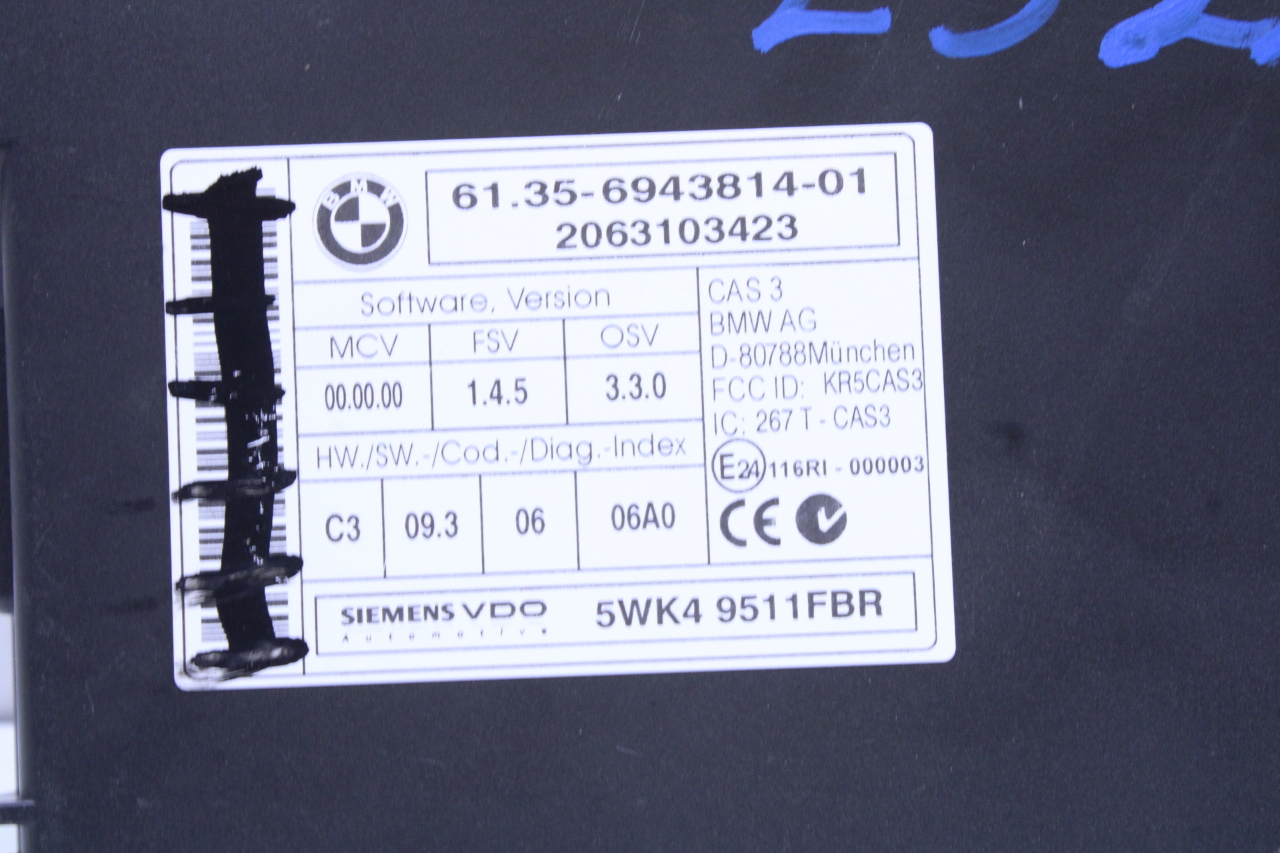 BMW
61.35-6943814-01
2063103423
Software, Version
MCV FSV OSV
00.00.00 1.4.5 3.3.0
HW./SW.-/Cod.-/Diag.-Index
C3 09.3 06 06A0
CAS 3
BMW AG
D-80788München
FCC ID: KR5CAS3
IC: 267 T - CAS3
E24 116RI - 000003
CE
SIEMENS VDO
Automotive
5WK4 9511FBR